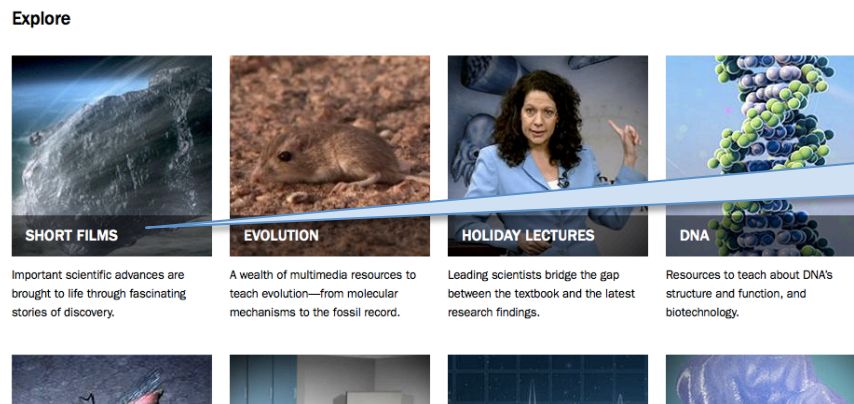 Explore
SHORT FILMS
EVOLUTION
HOLIDAY LECTURES
DNA
Important scientific advances are
brought to life through fascinating
stories of discovery.
A wealth of multimedia resources to
teach evolution—from molecular
mechanisms to the fossil record.
Leading scientists bridge the gap
between the textbook and the latest
research findings.
Resources to teach about DNA's
structure and function, and
biotechnology.